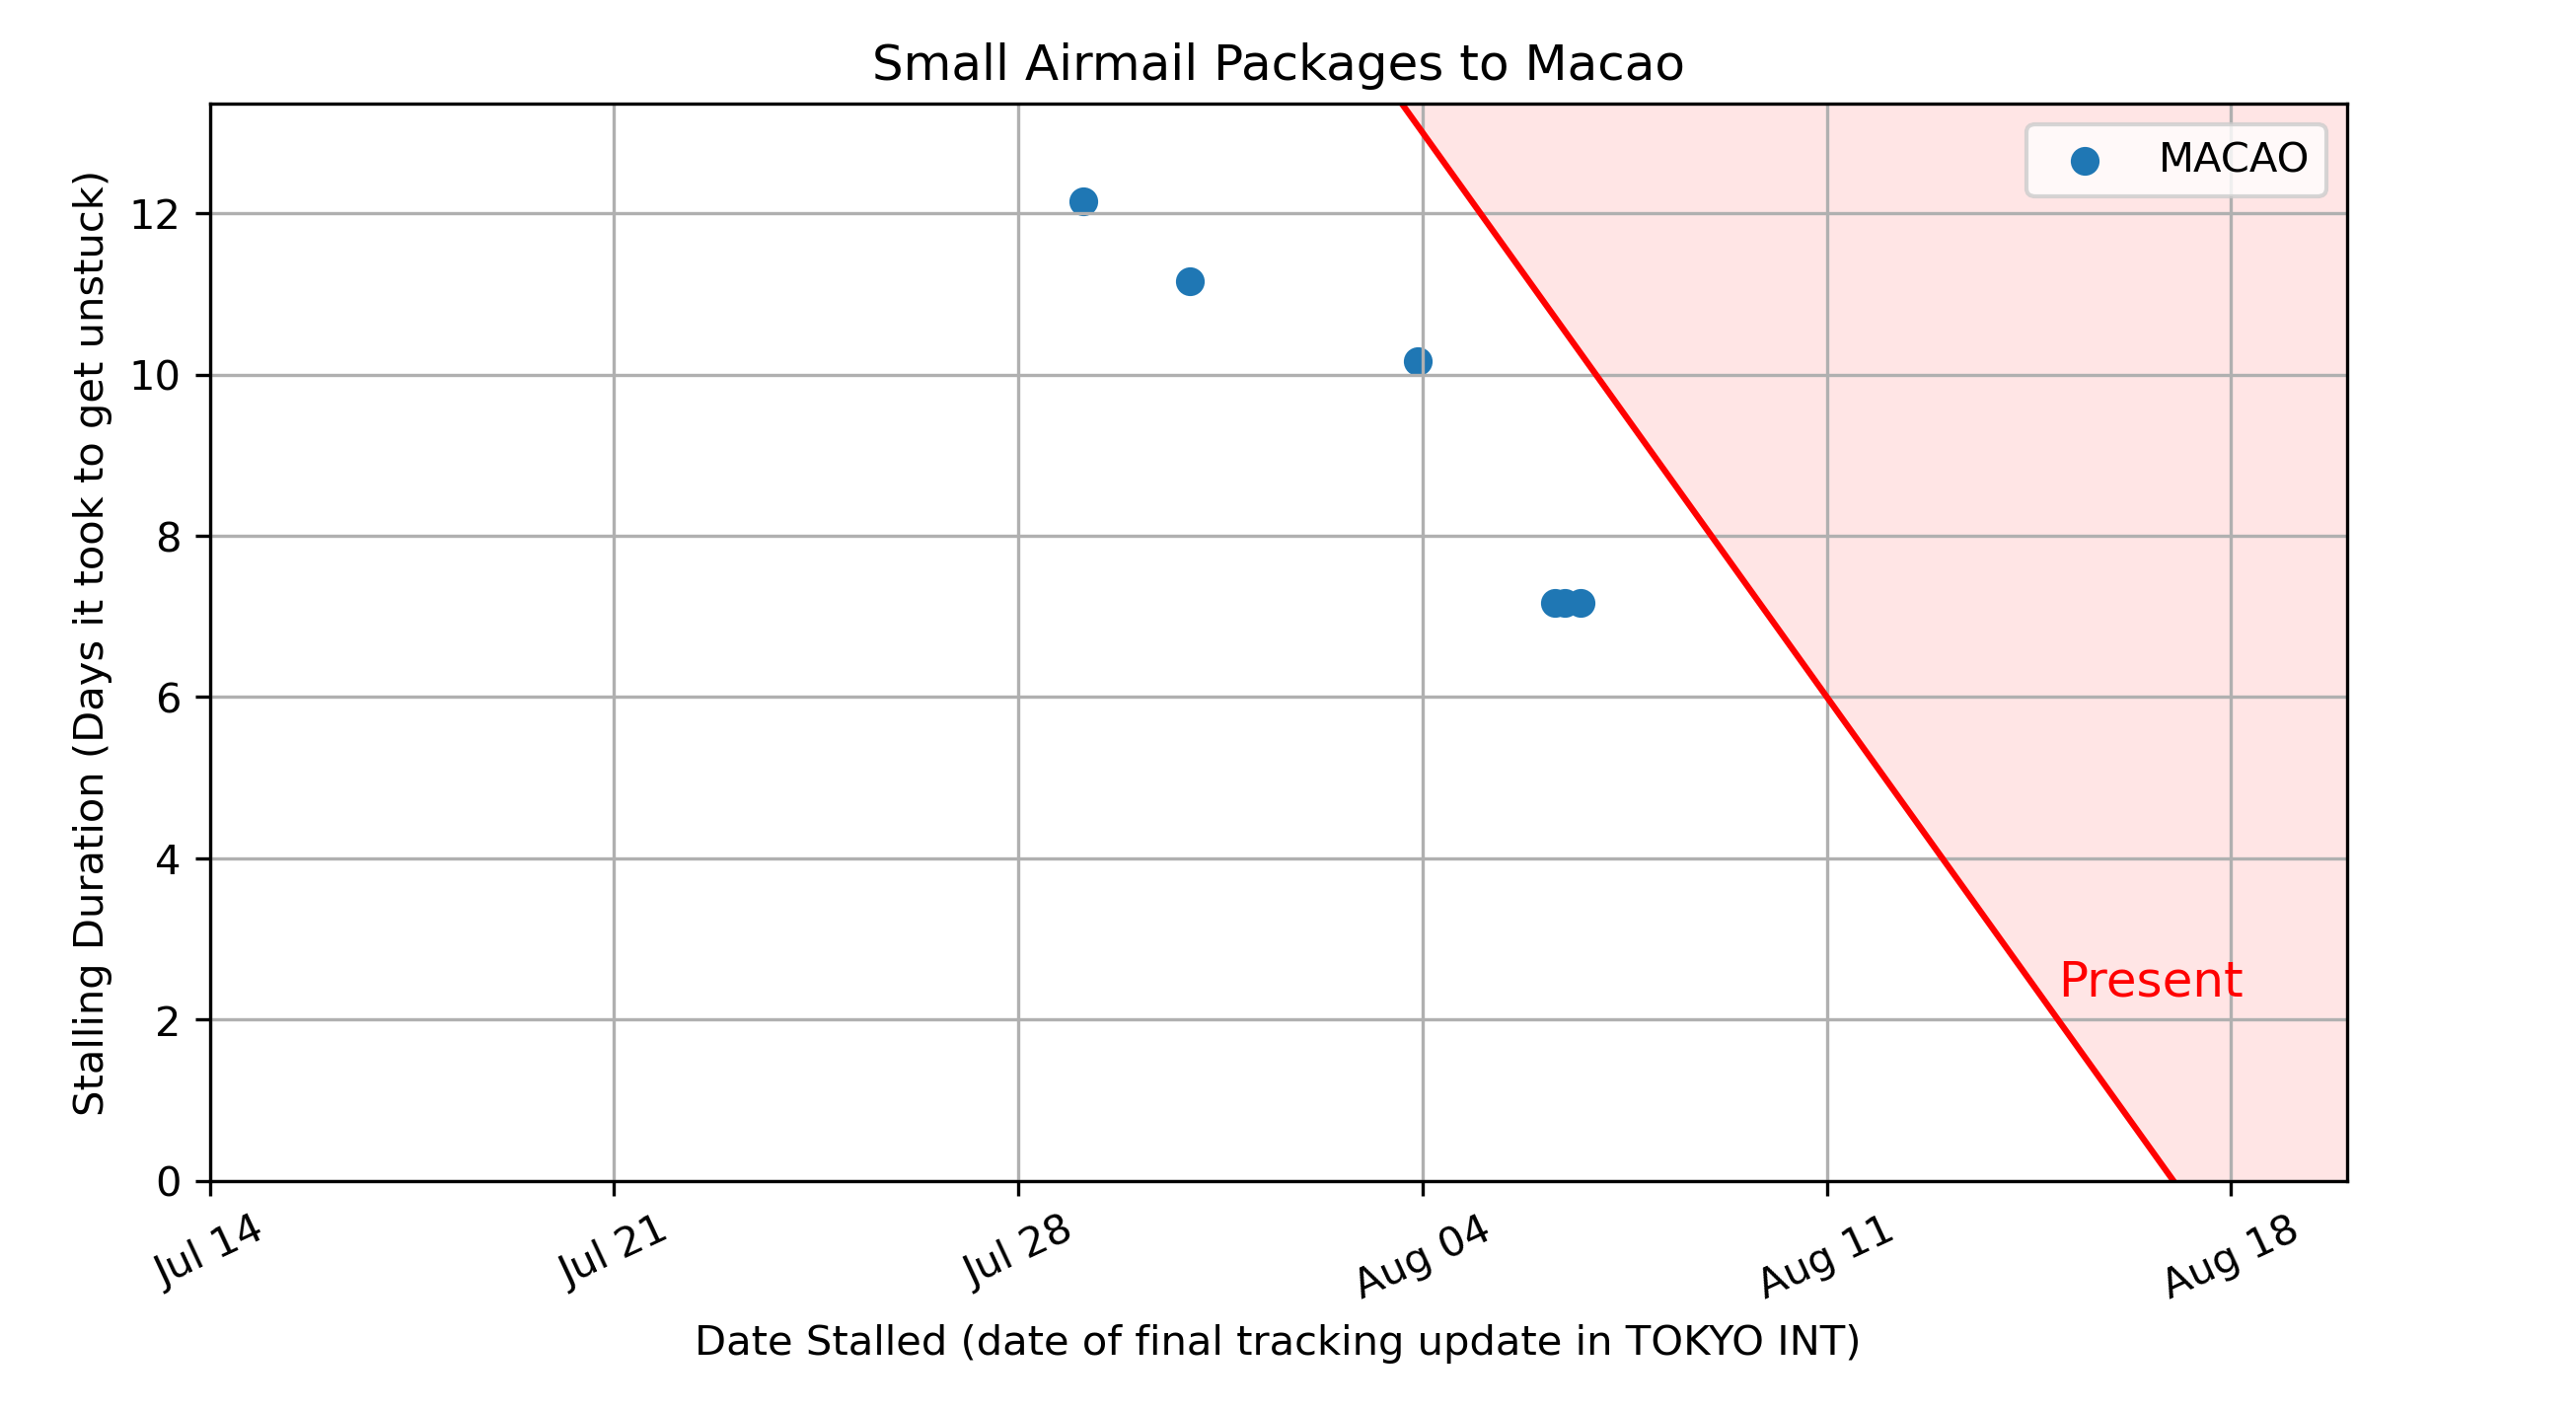 Small Airmail Packages to Macao
MACAO
Stalling Duration (Days it took to get unstuck)
12
10
8
6
4
2
0
Present
Jul 14
Jul 21
Jul 28
Aug 04
Aug 11
Aug 18
Date Stalled (date of final tracking update in TOKYO INT)